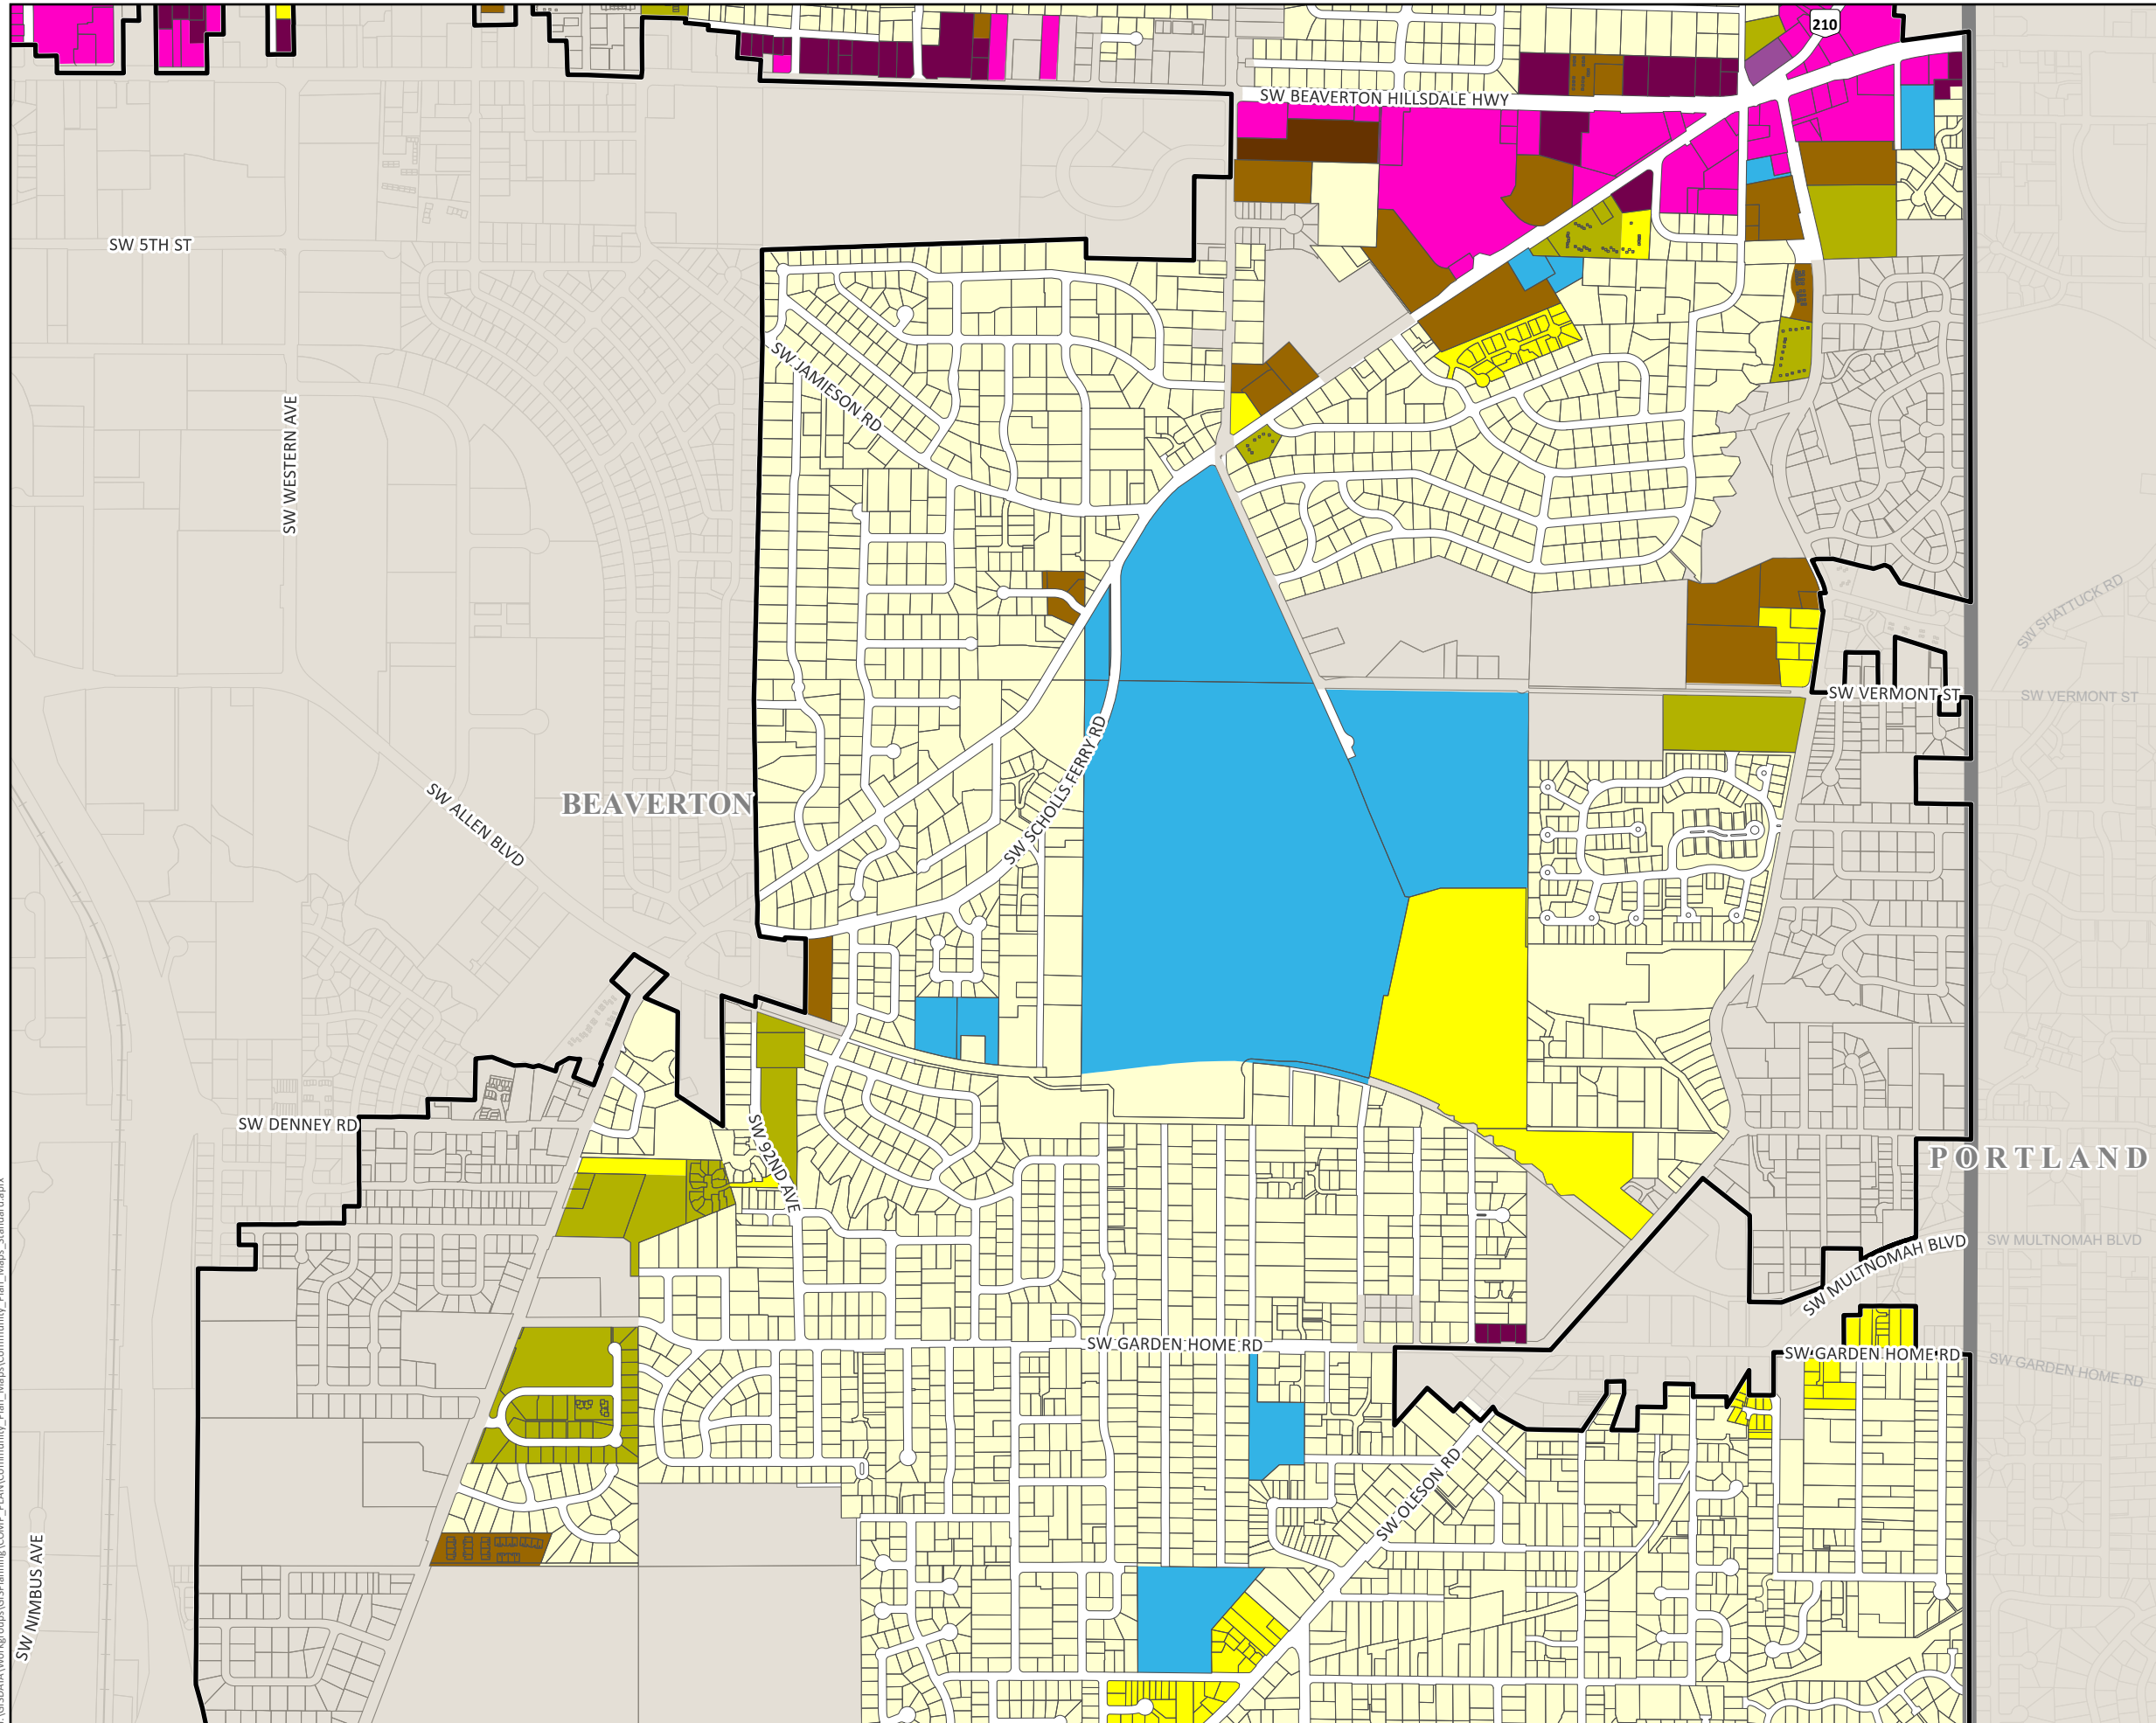 210
SW BEAVERTON HILLSDALE HWY
SW 5TH ST
SW JAMIESON RD
SW WESTERN AVE
SW SHATTUCK RD
SW VERMONT ST
SW VERMONT ST
SW SCHOLLS FERRY RD
BEAVERTON
SW ALLEN BLVD
SW DENNEY RD
SW 92ND AVE
PORTLAND
SW MULTNOMAH BLVD
SW MULTNOMAH BLVD
SW GARDEN HOME RD
SW GARDEN HOME RD
SW GARDEN HOME RD
SW OLESON RD
SW NIMBUS AVE